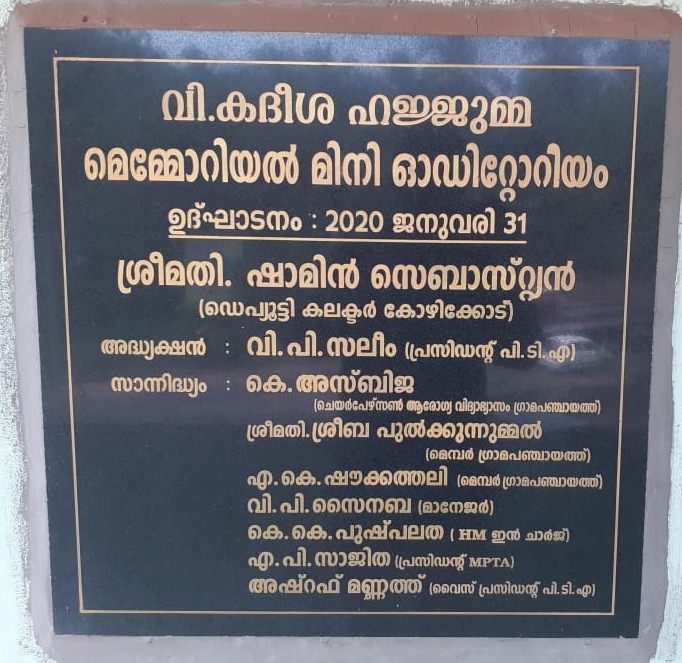 വി.കദീശ ഹജ്ജുമ്മ
മെമ്മോറിയൽ മിനി ഓഡിറ്റോറിയം
ഉദ്ഘാടനം : 2020 ജനുവരി 31
ശ്രീമതി. ഷാമിൻ സെബാസ്റ്റ്യൻ
(ഡെപ്യൂട്ടി കലക്ടർ കോഴിക്കോട്)
അദ്ധ്യക്ഷൻ : വി.പി.സലീം (പ്രസിഡന്റ് പി.ടി.എ)
സാന്നിദ്ധ്യം : കെ.അസ്ബിജ
(ചെയർപേഴ്സൺ ആരോഗ്യ വിദ്യാഭ്യാസം ഗ്രാമപഞ്ചായത്ത്)
ശ്രീമതി.ശ്രീബ പുൽക്കുന്നുമ്മൽ
(മെമ്പർ ഗ്രാമപഞ്ചായത്ത്)
എ.കെ.ഷൗക്കത്തലി (മെമ്പർ ഗ്രാമപഞ്ചായത്ത്)
വി.പി.സൈനബ (മാനേജർ)
കെ.കെ.പുഷ്പലത ( HM ഇൻ ചാർജ്)
എ.പി.സാജിത (പ്രസിഡന്റ് MPTA)
അഷ്റഫ് മണ്ണത്ത് (വൈസ് പ്രസിഡന്റ് പി.ടി.എ)